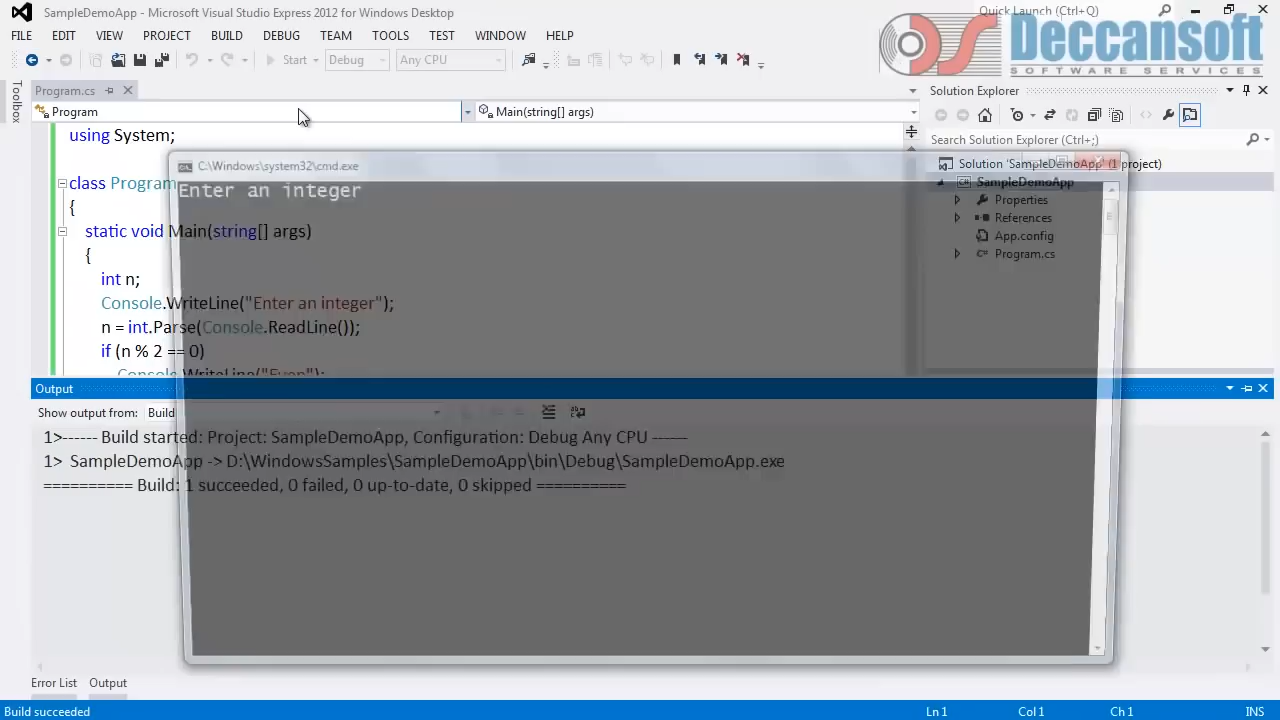 SampleDemoApp - Microsoft Visual Studio Express 2012 for Windows Desktop
Quick Launch (Ctrl+Q)
FILE EDIT VIEW PROJECT BUILD DEBUG TEAM TOOLS TEST WINDOW HELP
Start Debug Any CPU
Deccansoft
SOFTWARE SERVICES
Toolbox
Program.cs
Program
Main(string[] args)
using System;
class Program
{
static void Main(string[] args)
{
int n;
Console.WriteLine("Enter an integer");
n = int.Parse(Console.ReadLine());
if (n % 2 == 0)
Console.WriteLine("Even");
C:\Windows\system32\cmd.exe
Enter an integer
Solution Explorer
Search Solution Explorer (Ctrl+;)
Solution 'SampleDemoApp' (1 project)
SampleDemoApp
Properties
References
App.config
Program.cs
Output
Show output from: Build
1>------ Build started: Project: SampleDemoApp, Configuration: Debug Any CPU ------
1> SampleDemoApp -> D:\WindowsSamples\SampleDemoApp\bin\Debug\SampleDemoApp.exe
========== Build: 1 succeeded, 0 failed, 0 up-to-date, 0 skipped ==========
Error List Output
Build succeeded
Ln 1 Col 1 Ch 1 INS